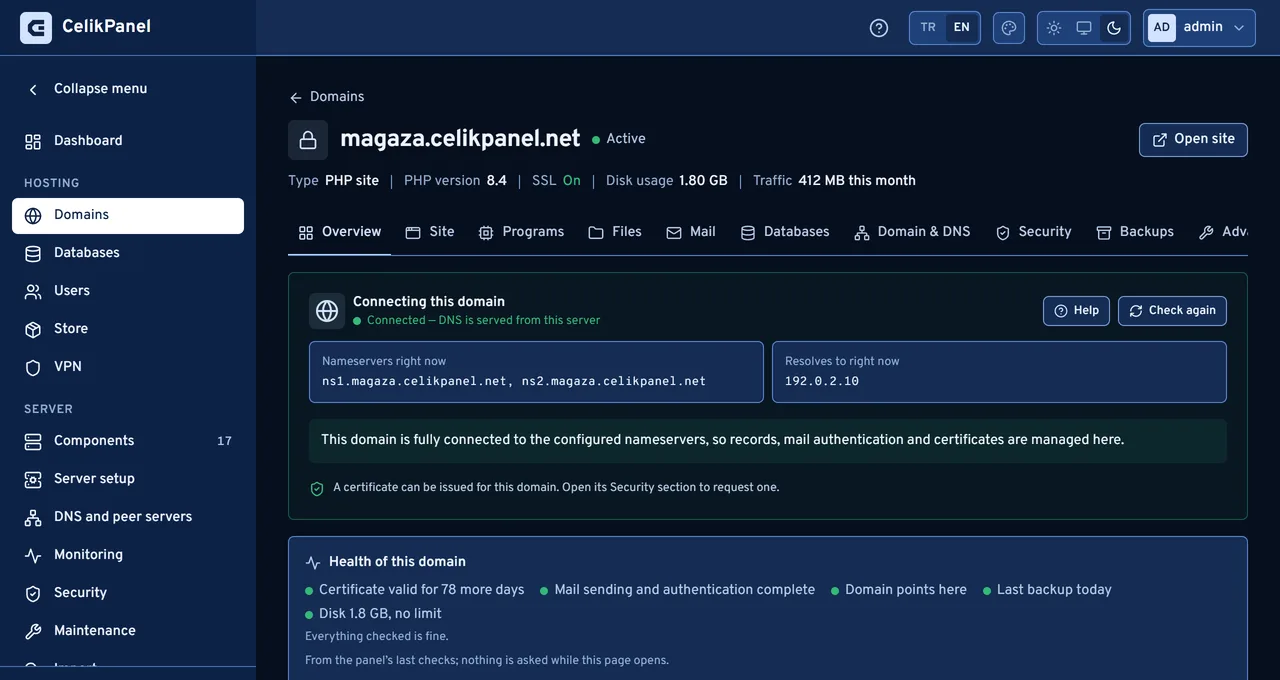 CelikPanel
TR EN
AD admin
Collapse menu
Dashboard
HOSTING
Domains
Databases
Users
Store
VPN
SERVER
Components 17
Server setup
DNS and peer servers
Monitoring
Security
Maintenance
Domains
magaza.celikpanel.net Active
Open site
Type PHP site | PHP version 8.4 | SSL On | Disk usage 1.80 GB | Traffic 412 MB this month
Overview Site Programs Files Mail Databases Domain & DNS Security Backups Adv
Connecting this domain
Connected – DNS is served from this server
Help Check again
Nameservers right now
ns1.magaza.celikpanel.net, ns2.magaza.celikpanel.net
Resolves to right now
192.0.2.10
This domain is fully connected to the configured nameservers, so records, mail authentication and certificates are managed here.
A certificate can be issued for this domain. Open its Security section to request one.
Health of this domain
Certificate valid for 78 more days Mail sending and authentication complete Domain points here Last backup today
Disk 1.8 GB, no limit
Everything checked is fine.
From the panel's last checks; nothing is asked while this page opens.